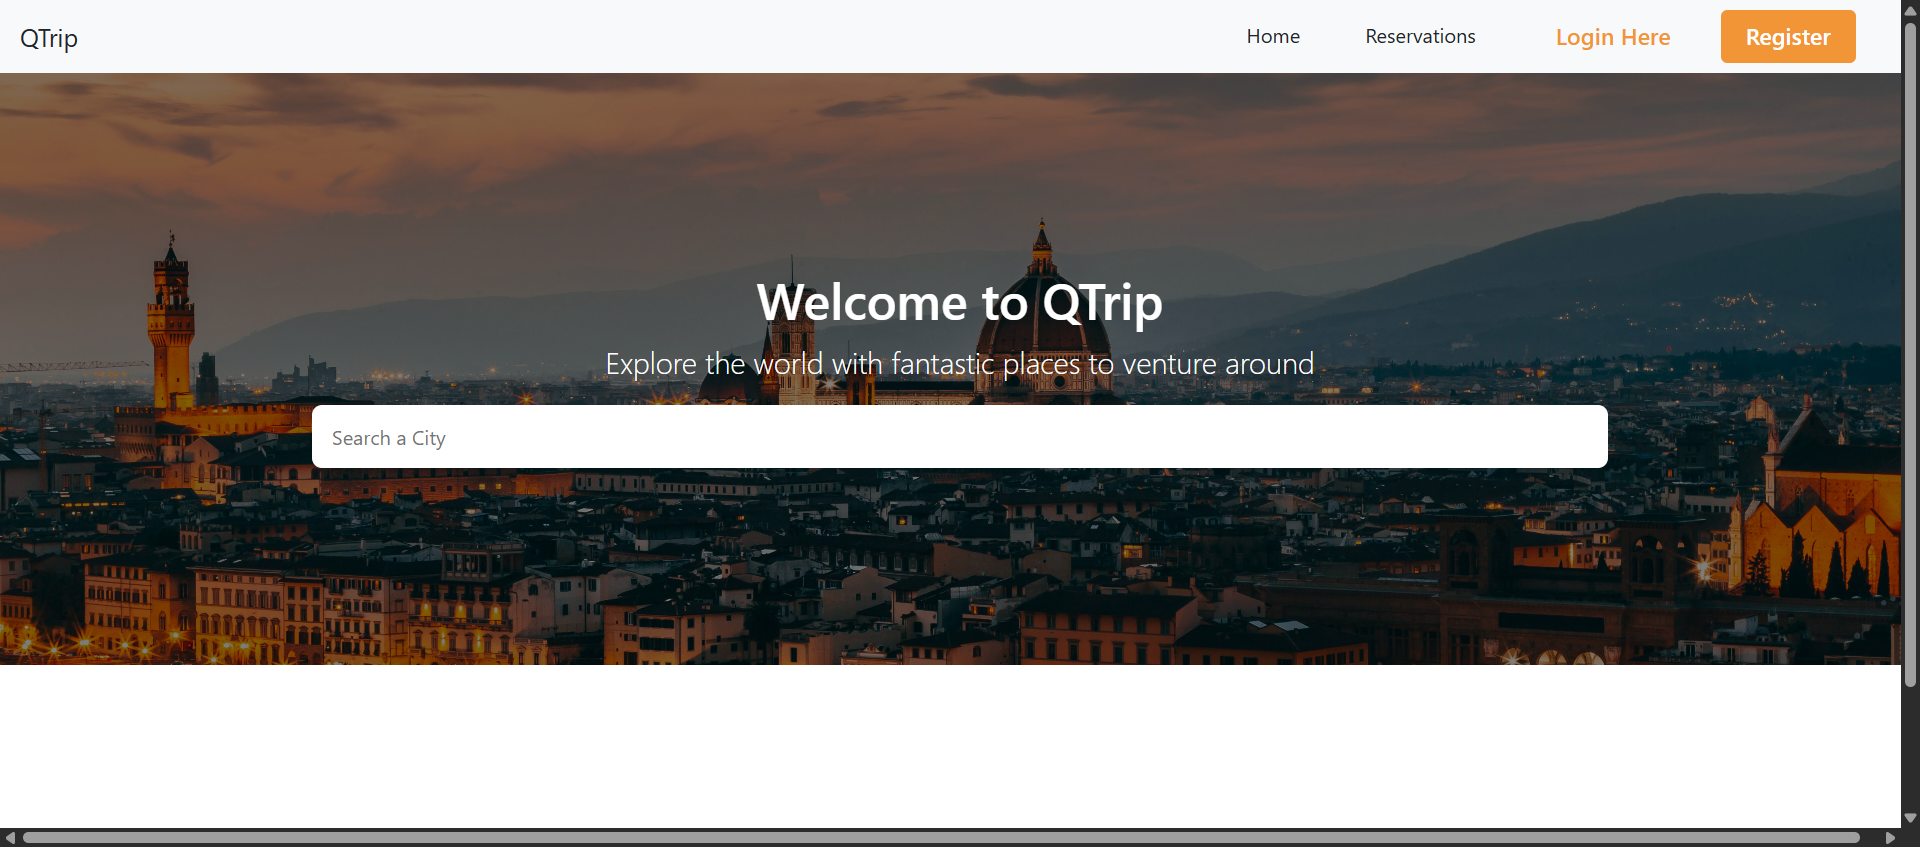 QTrip
Home
Reservations
Login Here
Register
Welcome to QTrip
Explore the world with fantastic places to venture around
Search a City